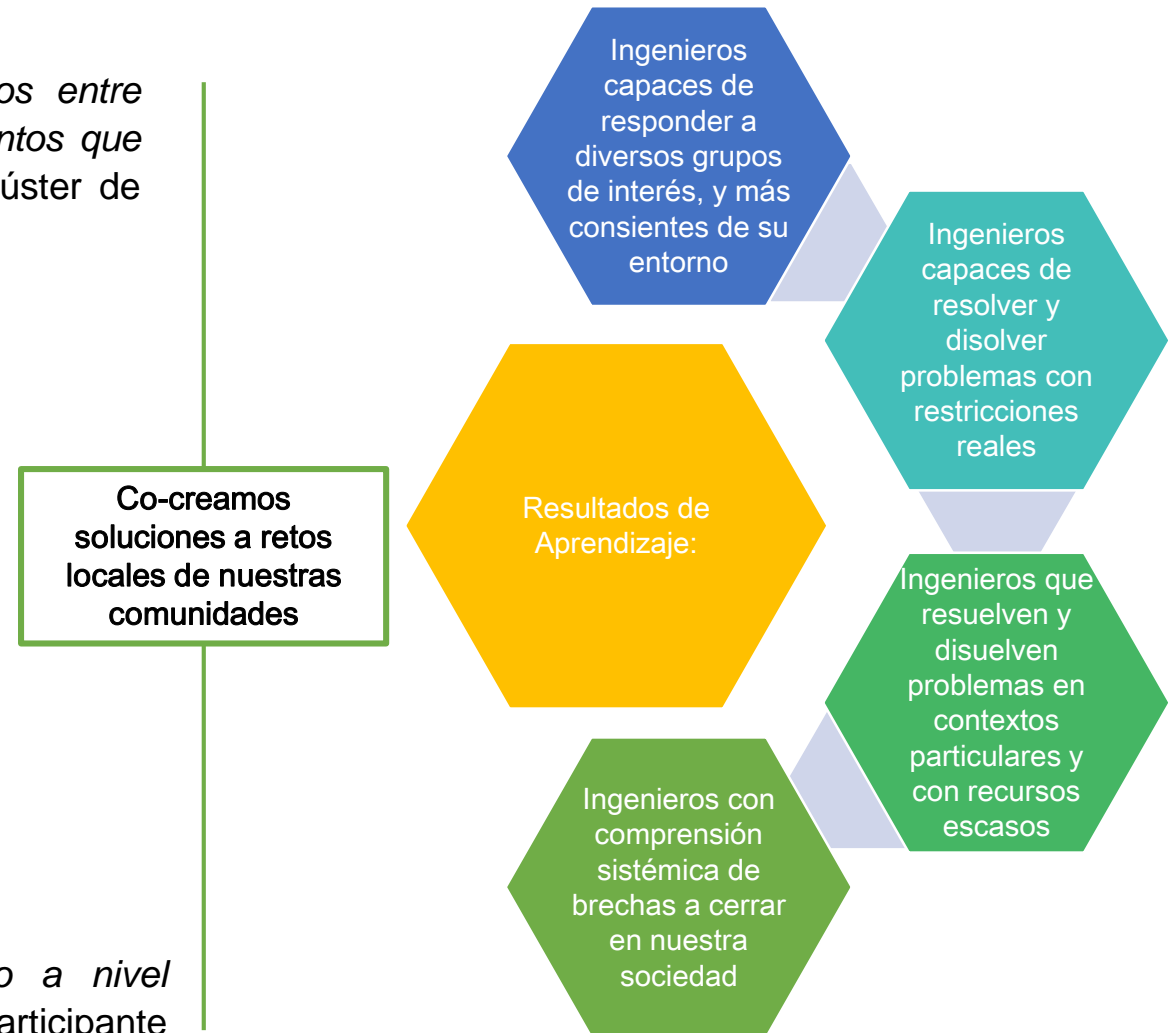 os entre
ntos que
úster de
Co-creamos
soluciones a retos
locales de nuestras
comunidades
o a nivel
articipante
Resultados de
Aprendizaje:
Ingenieros
capaces de
responder a
diversos grupos
de interés, y más
consientes de su
entorno
Ingenieros
capaces de
resolver y
disolver
problemas con
restricciones
reales
Ingenieros que
resuelven y
disuelven
problemas en
contextos
particulares y
con recursos
escasos
Ingenieros con
comprensión
sistémica de
brechas a cerrar
en nuestra
sociedad